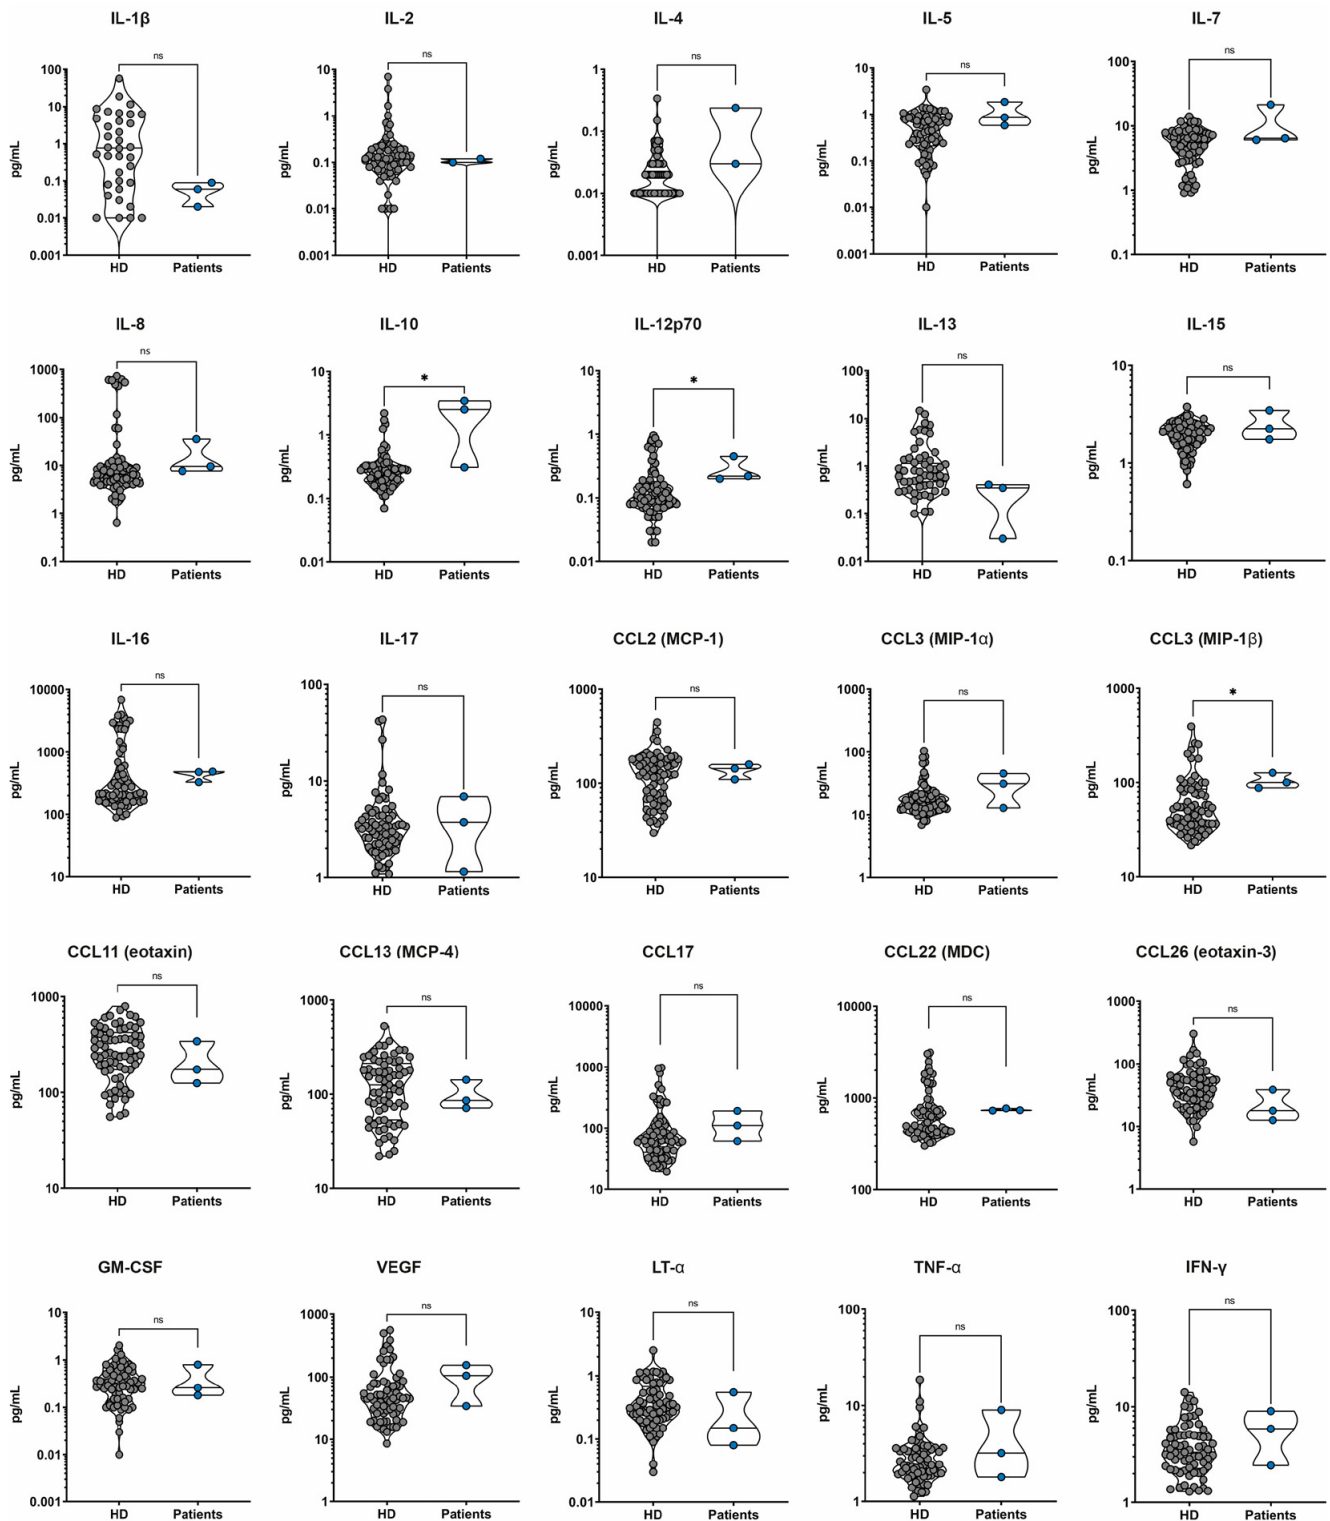 IL-1β
IL-2
IL-4
IL-5
IL-7
ns
ns
ns
ns
ns
pg/mL
100
10
1
0.1
0.01
0.001
HD
Patients
pg/mL
10
1
0.1
0.01
0.001
HD
Patients
pg/mL
1
0.1
0.01
0.001
HD
Patients
pg/mL
10
1
0.1
0.01
0.001
HD
Patients
pg/mL
100
10
1
0.1
HD
Patients
IL-8
IL-10
IL-12p70
IL-13
IL-15
ns
*
*
ns
ns
pg/mL
1000
100
10
1
0.1
HD
Patients
pg/mL
10
1
0.1
0.01
HD
Patients
pg/mL
10
1
0.1
0.01
HD
Patients
pg/mL
100
10
1
0.1
0.01
HD
Patients
pg/mL
10
1
0.1
HD
Patients
IL-16
IL-17
CCL2 (MCP-1)
CCL3 (MIP-1α)
CCL3 (MIP-1β)
ns
ns
ns
ns
*
pg/mL
10000
1000
100
10
HD
Patients
pg/mL
100
10
1
HD
Patients
pg/mL
1000
100
10
HD
Patients
pg/mL
1000
100
10
1
HD
Patients
pg/mL
1000
100
10
HD
Patients
CCL11 (eotaxin)
CCL13 (MCP-4)
CCL17
CCL22 (MDC)
CCL26 (eotaxin-3)
ns
ns
ns
ns
ns
pg/mL
1000
100
10
HD
Patients
pg/mL
1000
100
10
HD
Patients
pg/mL
10000
1000
100
10
HD
Patients
pg/mL
10000
1000
100
HD
Patients
pg/mL
1000
100
10
1
HD
Patients
GM-CSF
VEGF
LT-α
TNF-α
IFN-γ
ns
ns
ns
ns
ns
pg/mL
10
1
0.1
0.01
0.001
HD
Patients
pg/mL
1000
100
10
1
HD
Patients
pg/mL
10
1
0.1
0.01
HD
Patients
pg/mL
100
10
1
HD
Patients
pg/mL
100
10
1
HD
Patients